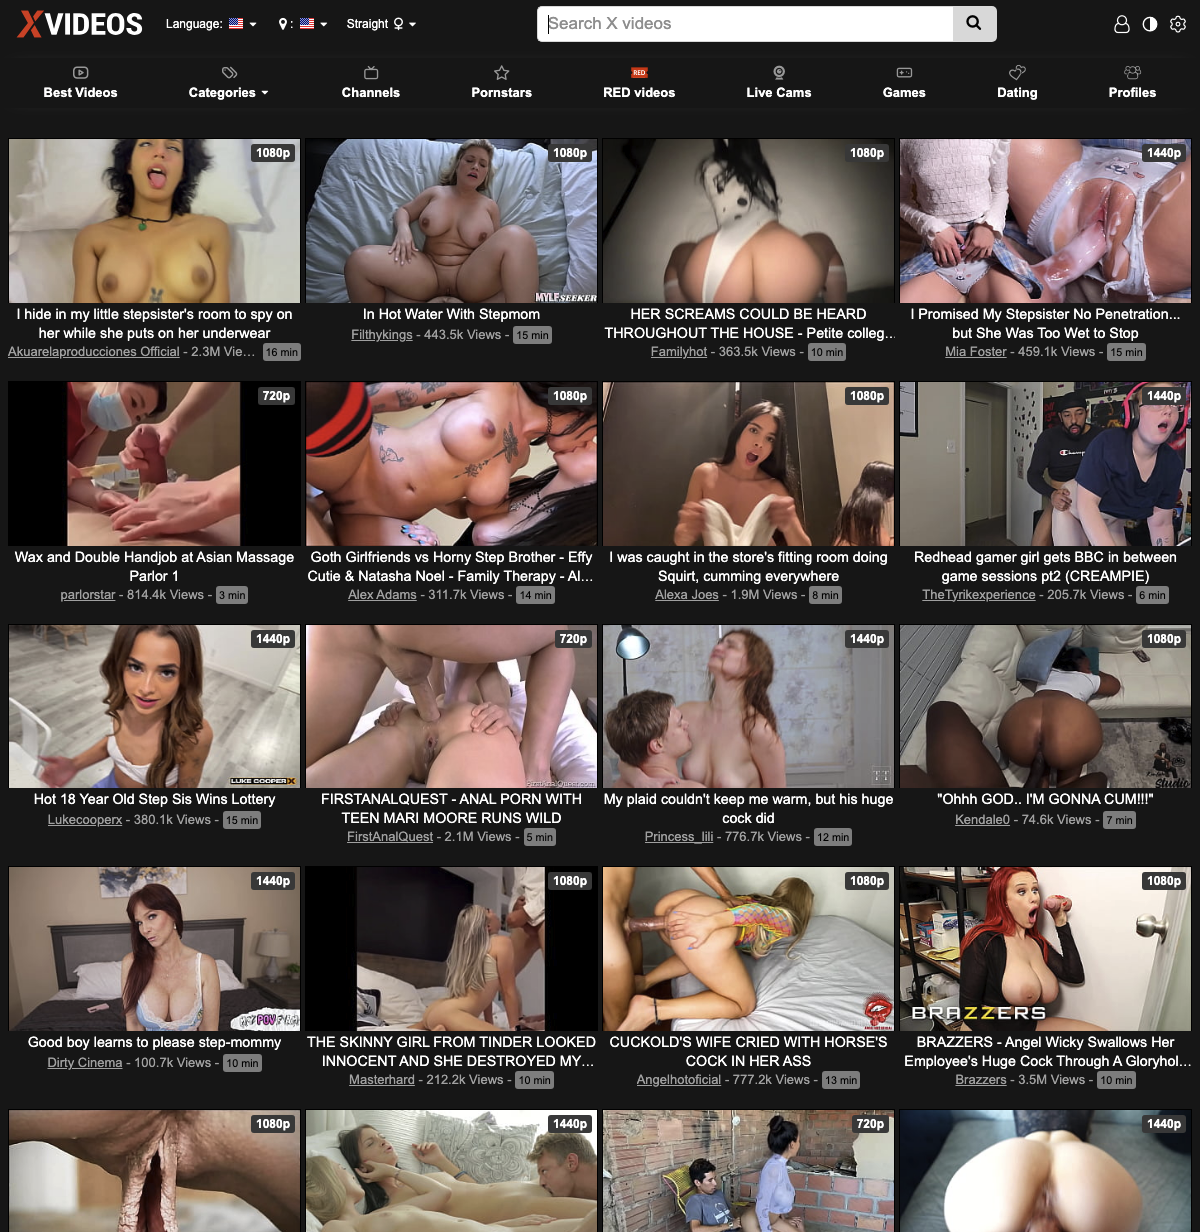 XVIDEOS
Language:
:
Straight
Search X videos
Best Videos
Categories
Channels
Pornstars
RED
RED videos
Live Cams
Games
Dating
Profiles
1080p
1080p
MYLFSEEKER
1080p
1440p
I hide in my little stepsister's room to spy on
her while she puts on her underwear
Akuarelaproducciones Official - 2.3M Vie... 16 min
In Hot Water With Stepmom
Filthykings - 443.5k Views - 15 min
HER SCREAMS COULD BE HEARD
THROUGHOUT THE HOUSE - Petite colleg...
Familyhot - 363.5k Views - 10 min
I Promised My Stepsister No Penetration...
but She Was Too Wet to Stop
Mia Foster - 459.1k Views - 15 min
720p
1080p
1080p
1440p
Champion
Wax and Double Handjob at Asian Massage
Parlor 1
parlorstar - 814.4k Views - 3 min
Goth Girlfriends vs Horny Step Brother - Effy
Cutie & Natasha Noel - Family Therapy - Al...
Alex Adams - 311.7k Views - 14 min
I was caught in the store's fitting room doing
Squirt, cumming everywhere
Alexa Joes - 1.9M Views - 8 min
Redhead gamer girl gets BBC in between
game sessions pt2 (CREAMPIE)
TheTyrikexperience - 205.7k Views - 6 min
1440p
LUKE COOPERX
720p
FirstAnalQuest.com
1440p
TT
1080p
Studio
Hot 18 Year Old Step Sis Wins Lottery
Lukecooperx - 380.1k Views - 15 min
FIRSTANALQUEST - ANAL PORN WITH
TEEN MARI MOORE RUNS WILD
FirstAnalQuest - 2.1M Views - 5 min
My plaid couldn't keep me warm, but his huge
cock did
Princess_lili - 776.7k Views - 12 min
"Ohhh GOD.. I'M GONNA CUM!!!"
Kendale0 - 74.6k Views - 7 min
1440p
POV
1080p
1080p
1080p
BRAZZERS
Good boy learns to please step-mommy
Dirty Cinema - 100.7k Views - 10 min
THE SKINNY GIRL FROM TINDER LOOKED
INNOCENT AND SHE DESTROYED MY...
Masterhard - 212.2k Views - 10 min
CUCKOLD'S WIFE CRIED WITH HORSE'S
COCK IN HER ASS
Angelhotoficial - 777.2k Views - 13 min
BRAZZERS - Angel Wicky Swallows Her
Employee's Huge Cock Through A Gloryhol...
Brazzers - 3.5M Views - 10 min
1080p
1440p
720p
1440p